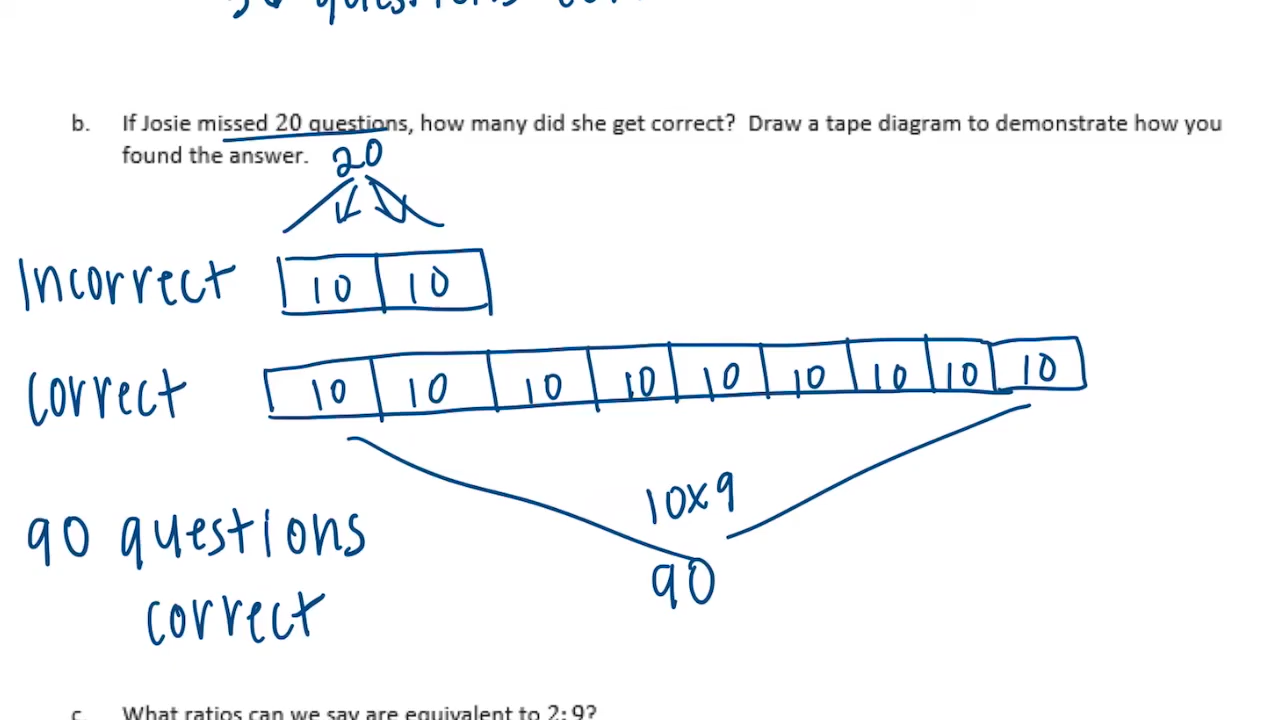 questions
b. If Josie missed 20 questions, how many did she get correct? Draw a tape diagram to demonstrate how you
found the answer.
20
Incorrect 10 10
Correct 10 10 10 10 10 10 10 10 10
10x9
90 questions
90
correct
c. What ratios can we say are equivalent to 2:9?